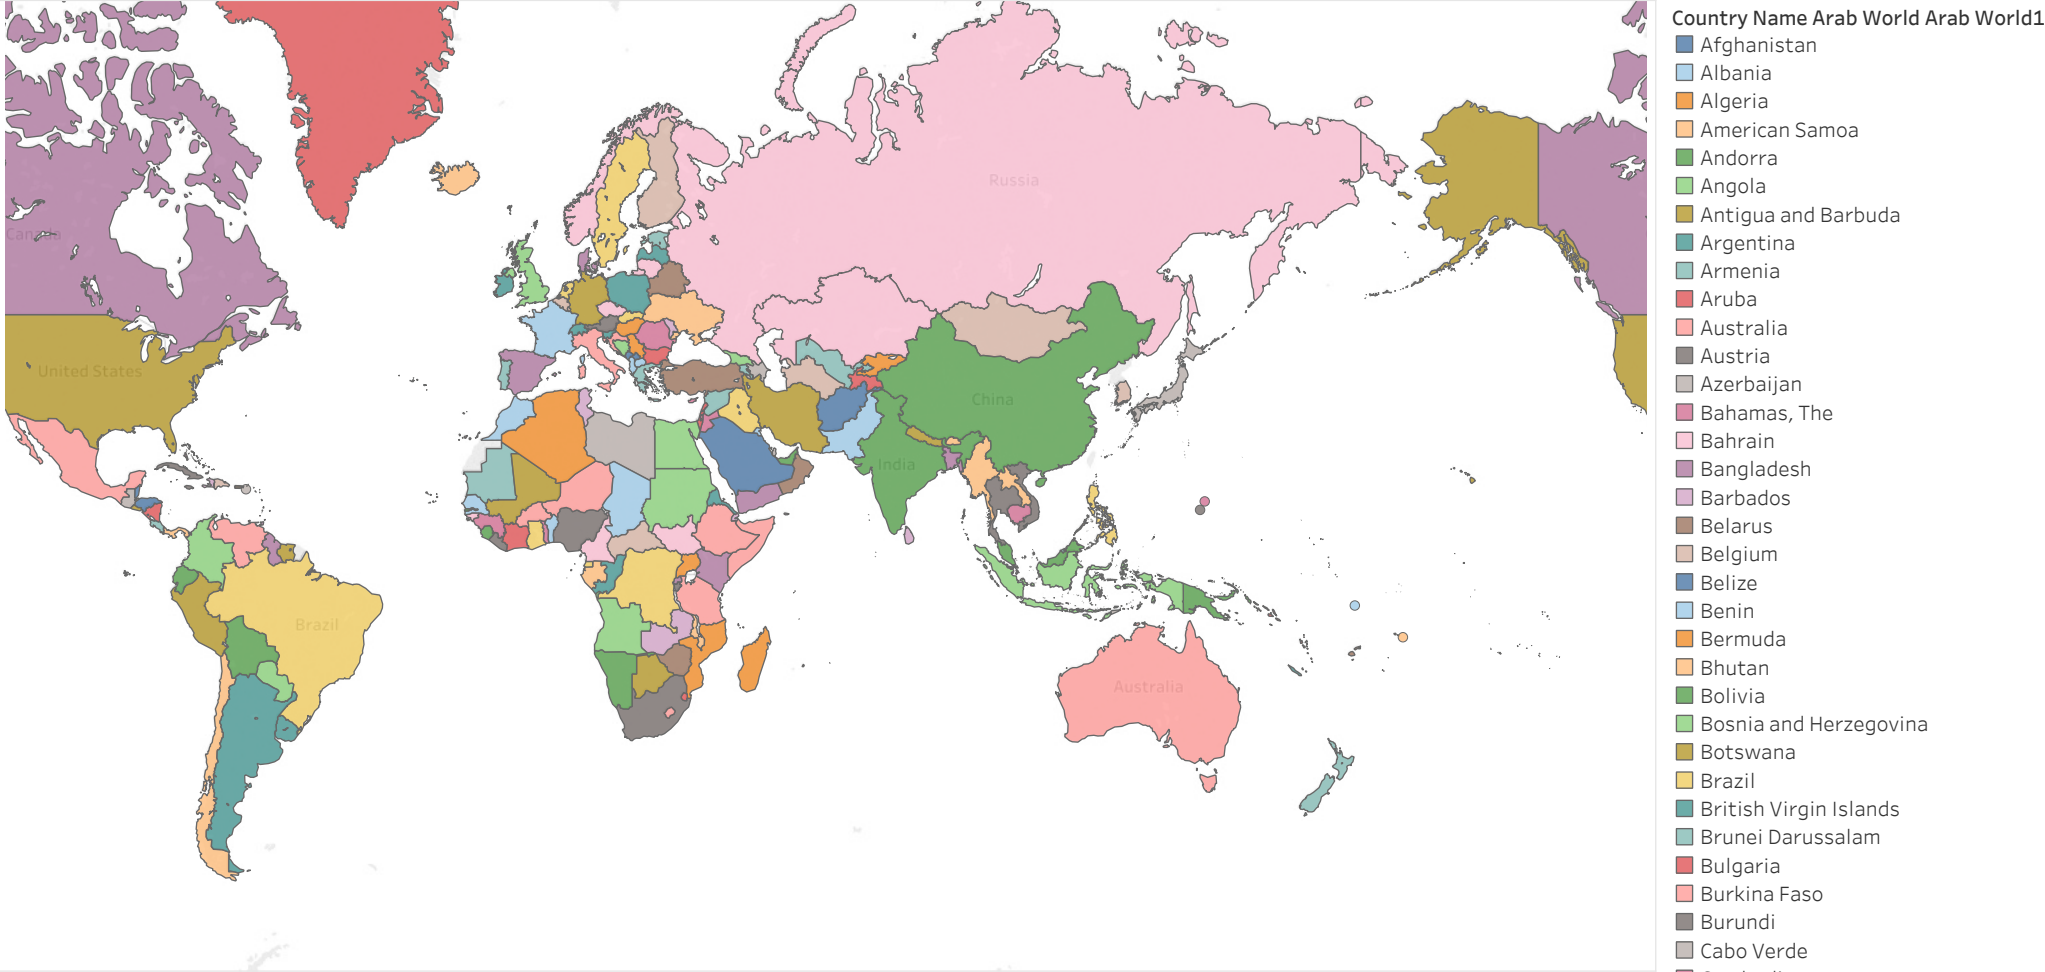 Country Name Arab World Arab World1
Afghanistan
Albania
Algeria
American Samoa
Andorra
Angola
Antigua and Barbuda
Argentina
Armenia
Aruba
Australia
Austria
Azerbaijan
Bahamas, The
Bahrain
Bangladesh
Barbados
Belarus
Belgium
Belize
Benin
Bermuda
Bhutan
Bolivia
Bosnia and Herzegovina
Botswana
Brazil
British Virgin Islands
Brunei Darussalam
Bulgaria
Burkina Faso
Burundi
Cabo Verde
Russia
Canada
United States
China
India
Brazil
Australia